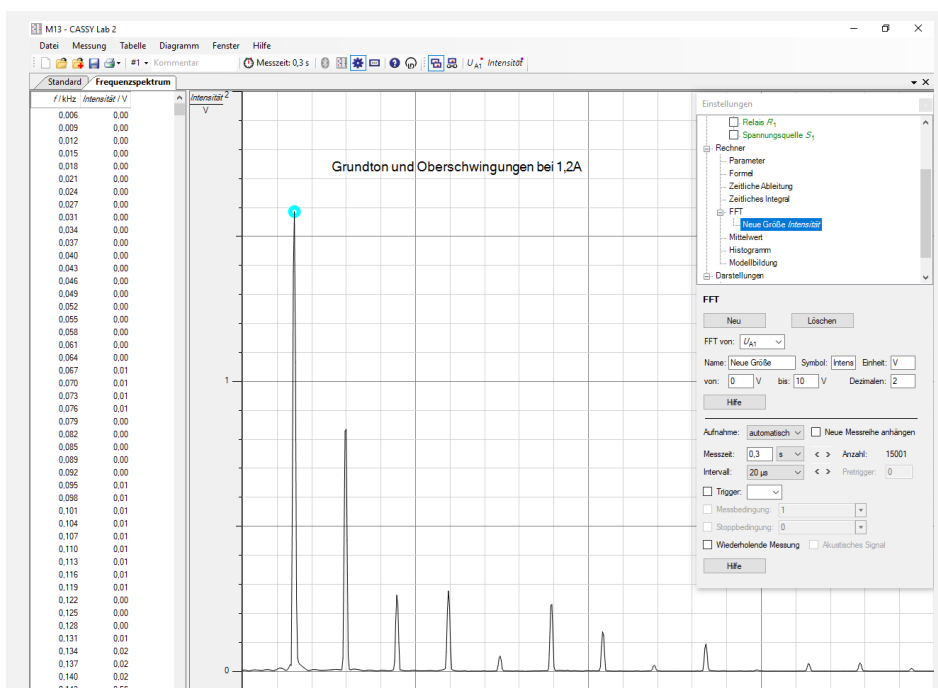 M13 - CASSY Lab 2
Datei Messung Tabelle Diagramm Fenster Hilfe
#1 - Kommentar Messzeit: 0,3 s U A1 Intensität
Standard Frequenzspektrum
f / kHz Intensität / V
0.006 0,00
0.009 0,00
0.012 0,00
0.015 0,00
0.018 0,00
0.021 0,00
0.024 0,00
0.027 0,00
0.031 0,00
0.034 0,00
0.037 0,00
0.040 0,00
0.043 0,00
0.046 0,00
0.049 0,00
0.052 0,00
0.055 0,00
0.058 0,00
0.061 0,00
0.064 0,00
0.067 0,01
0.070 0,01
0.073 0,01
0.076 0,01
0.079 0,00
0.082 0,00
0.085 0,00
0.089 0,00
0.092 0,00
0.095 0,01
0.098 0,01
0.101 0,01
0.104 0,01
0.107 0,01
0.110 0,01
0.113 0,01
0.116 0,01
0.119 0,01
0.122 0,00
0.125 0,00
0.128 0,00
0.131 0,01
0.134 0,02
0.137 0,02
0.140 0,02
Intensität 2
V
Grundton und Oberschwingungen bei 1,2A
1
0
Einstellungen
Relais R1
Spannungsquelle S1
Rechner
Parameter
Formel
Zeitliche Ableitung
Zeitliches Integral
FFT
Neue Größe Intensität
Mittelwert
Histogramm
Modellbildung
Darstellungen
FFT
Neu Löschen
FFT von: UA1
Name: Neue Größe Symbol: Intens Einheit: V
von: 0 V bis: 10 V Dezimalen: 2
Hilfe
Aufnahme: automatisch Neue Messreihe anhängen
Messzeit: 0,3 s < > Anzahl: 15001
Intervall: 20 µs < > Pretrigger: 0
Trigger:
Messbedingung: 1
Stoppbedingung: 0
Wiederholende Messung Akustisches Signal
Hilfe